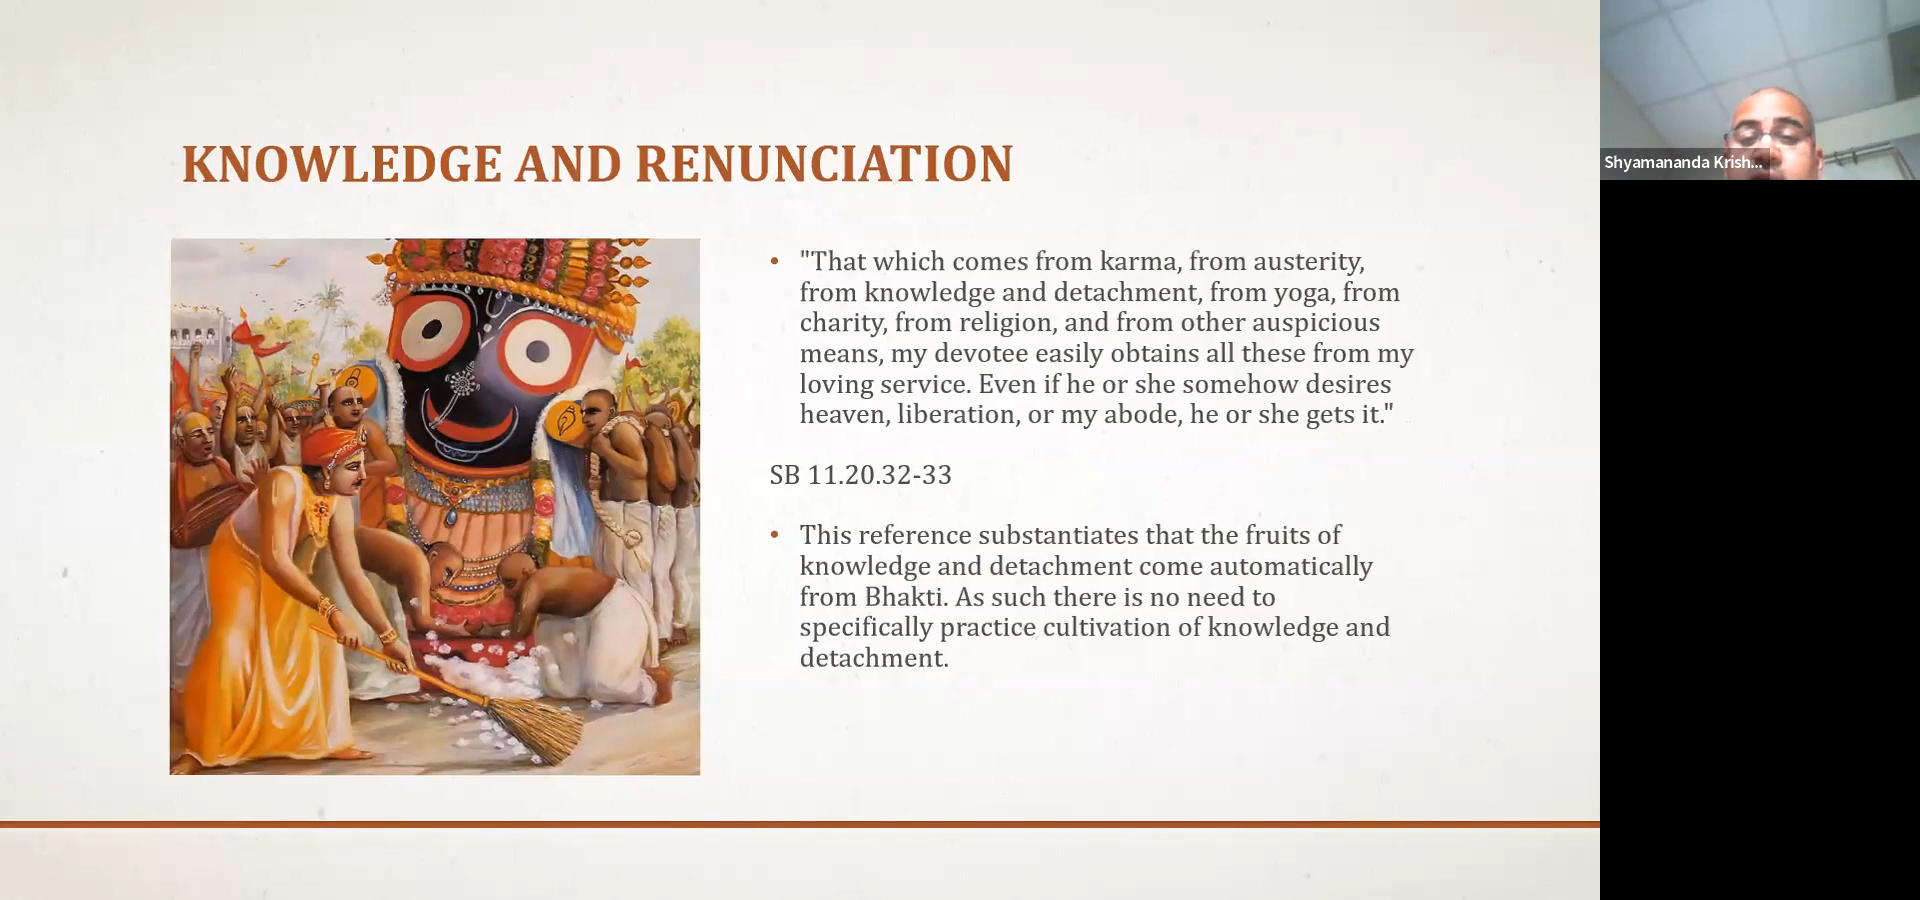 KNOWLEDGE AND RENUNCIATION
• "That which comes from karma, from austerity,
from knowledge and detachment, from yoga, from
charity, from religion, and from other auspicious
means, my devotee easily obtains all these from my
loving service. Even if he or she somehow desires
heaven, liberation, or my abode, he or she gets it."
SB 11.20.32-33
• This reference substantiates that the fruits of
knowledge and detachment come automatically
from Bhakti. As such there is no need to
specifically practice cultivation of knowledge and
detachment.
Shyamananda Krish...